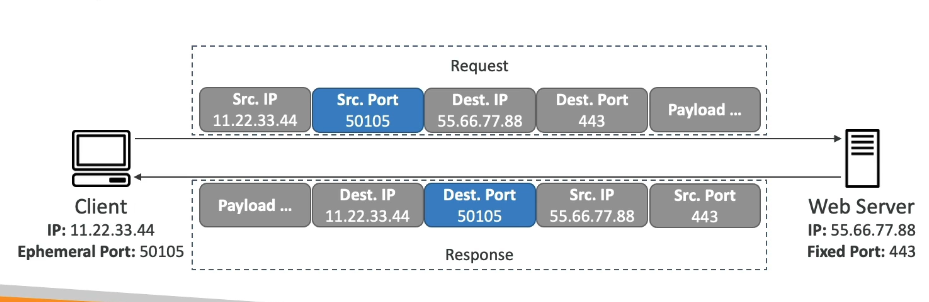 Request
Src. IP
11.22.33.44
Src. Port
50105
Dest. IP
55.66.77.88
Dest. Port
443
Payload ...
Client
IP: 11.22.33.44
Ephemeral Port: 50105
Web Server
IP: 55.66.77.88
Fixed Port: 443
Payload ...
Dest. IP
11.22.33.44
Dest. Port
50105
Src. IP
55.66.77.88
Src. Port
443
Response